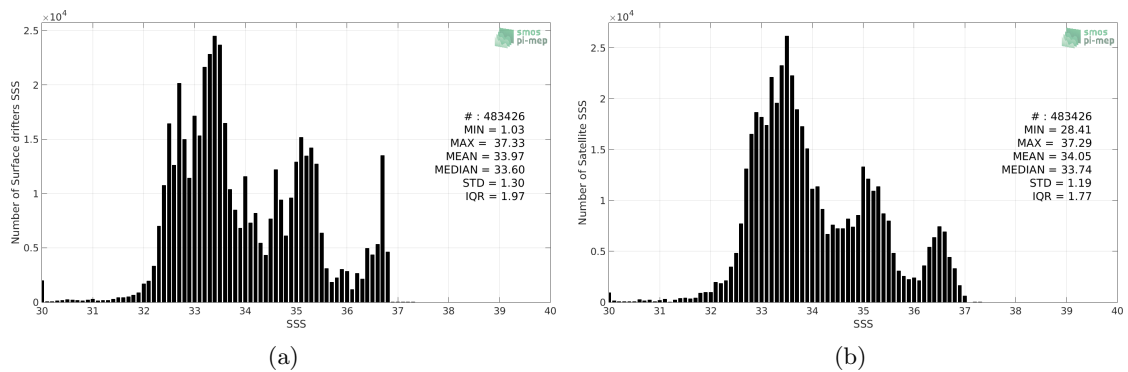 ×10⁴
2.5
2
1.5
1
0.5
0
30 31 32 33 34 35 36 37 38 39 40
SSS
Number of Surface drifters SSS
smos
pi-mep
# : 483426
MIN = 1.03
MAX = 37.33
MEAN = 33.97
MEDIAN = 33.60
STD = 1.30
IQR = 1.97
(a)
×10⁴
2.5
2
1.5
1
0.5
0
30 31 32 33 34 35 36 37 38 39 40
SSS
Number of Satellite SSS
smos
pi-mep
# : 483426
MIN = 28.41
MAX = 37.29
MEAN = 34.05
MEDIAN = 33.74
STD = 1.19
IQR = 1.77
(b)